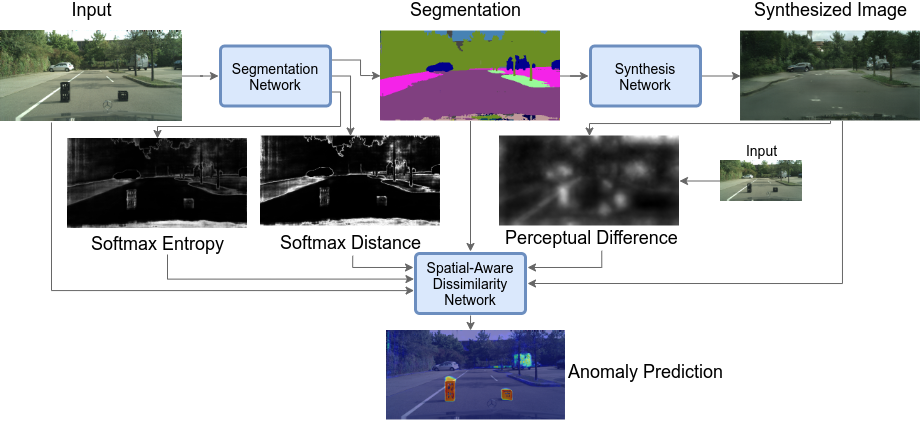 Input
Segmentation
Synthesized Image
Segmentation
Network
Synthesis
Network
Input
Softmax Entropy
Softmax Distance
Perceptual Difference
Spatial-Aware
Dissimilarity
Network
Anomaly Prediction